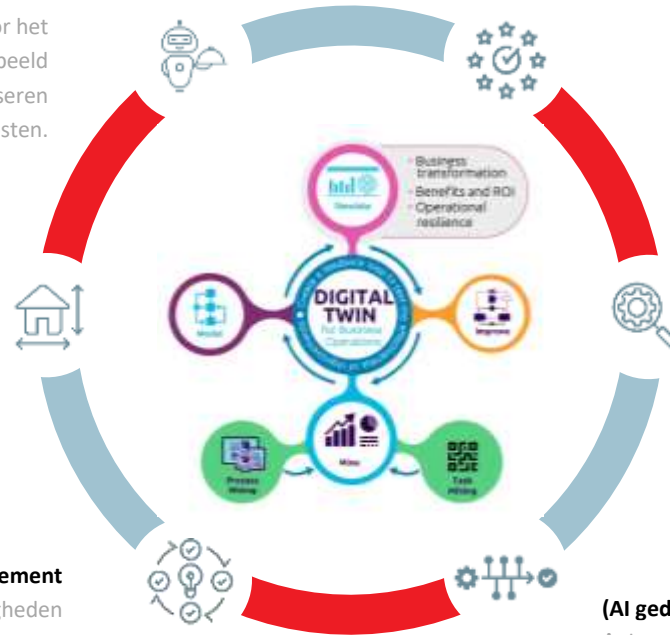 or het
beeld
seren
sten.
Business
transformation
Benefits and ROI
Operational
resilience
Simulate
DIGITAL
TWIN
for Business
Operations
Model
Improve
Mine
Process
Mining
Task
Mining
ement
gheden
(AI ged